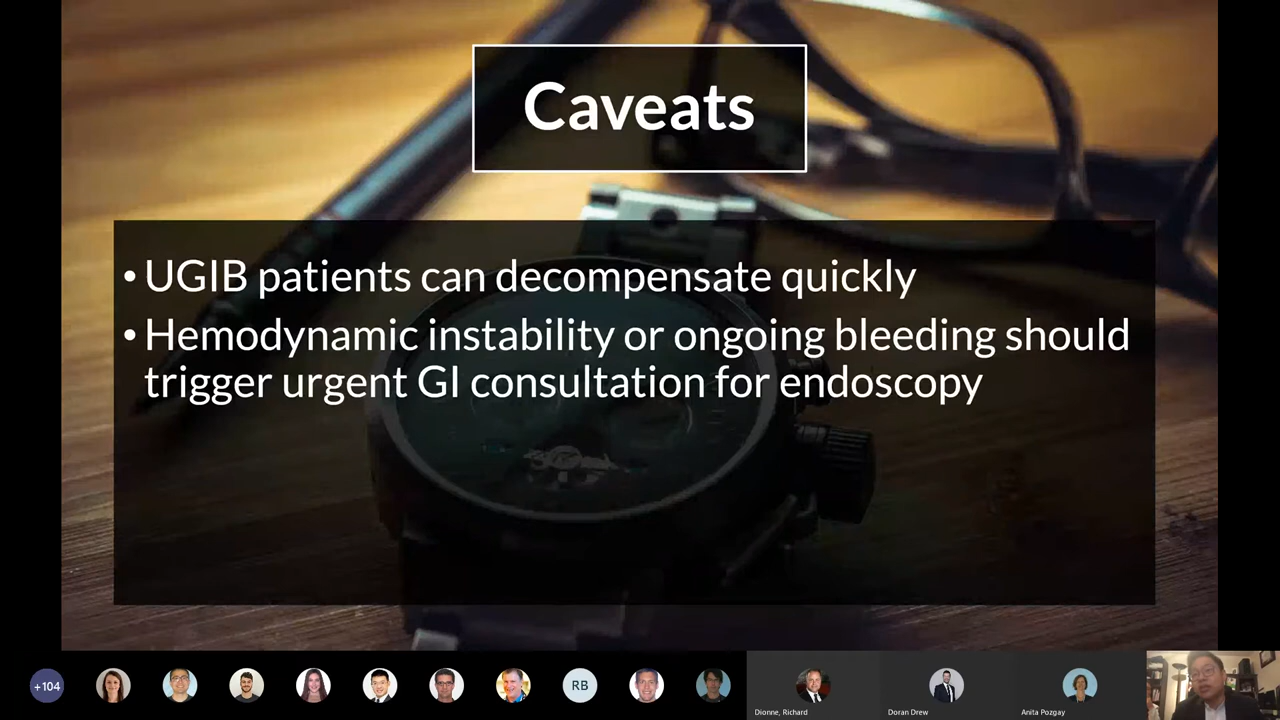 Caveats
• UGIB patients can decompensate quickly
• Hemodynamic instability or ongoing bleeding should
trigger urgent GI consultation for endoscopy
+104
RB
Dionne, Richard
Doran Drew
Anita Pozgay